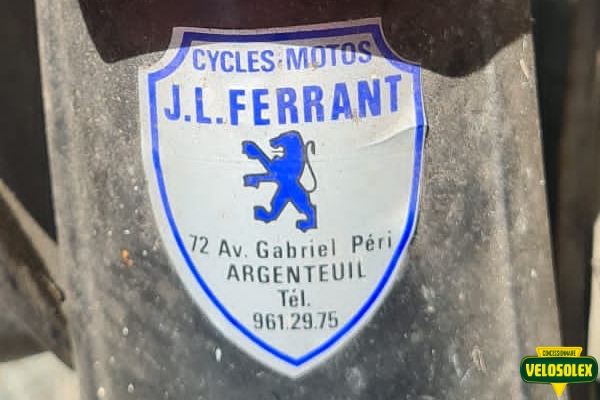 CYCLES-MOTOS
J.L.FERRANT
72 Av. Gabriel Péri
ARGENTEUIL
Tél.
961.29.75
CONCESSIONNAIRE
VELOSOLEX